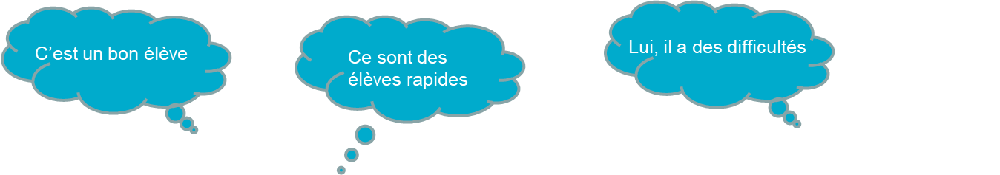 C’est un bon élève
Ce sont des
élèves rapides
Lui, il a des difficultés